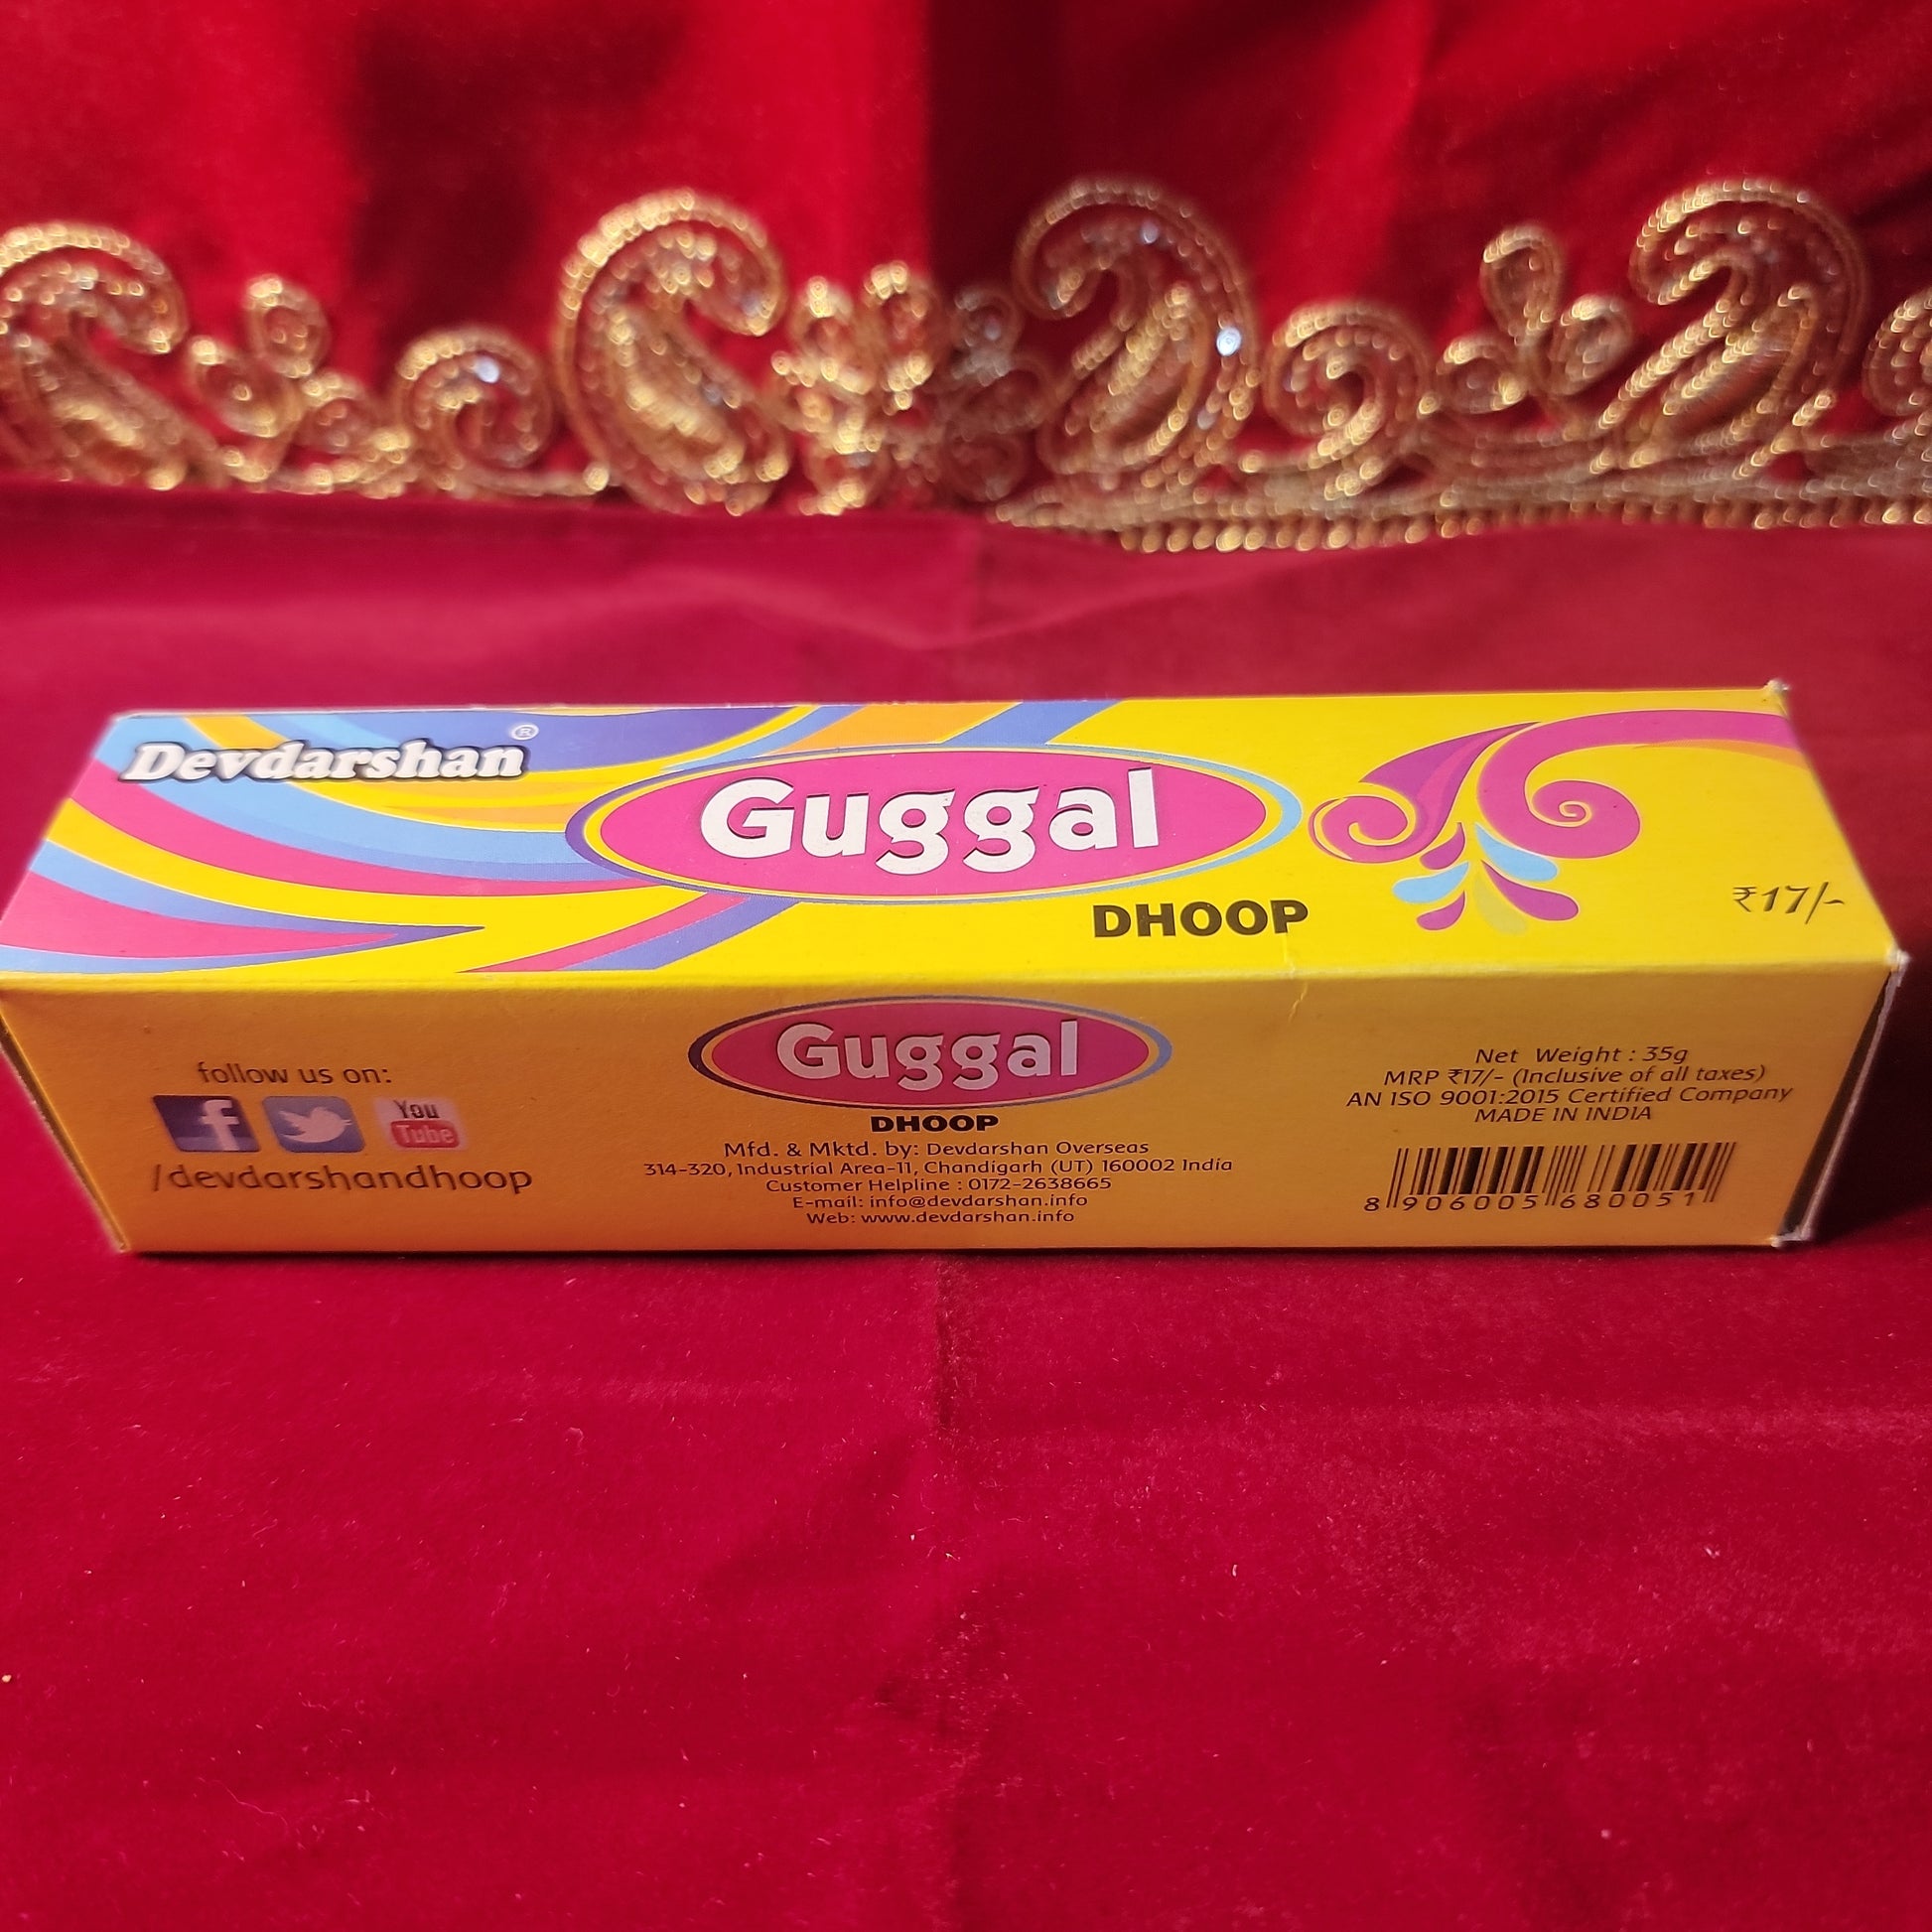 Devdarshan ®
Guggal
DHOOP
₹17/-
follow us on:
f
You
Tube
/devdarshandhoop
Guggal
DHOOP
Mfd. & Mktd. by: Devdarshan Overseas
314-320, Industrial Area-11, Chandigarh (UT) 160002 India
Customer Helpline : 0172-2638665
E-mail: info@devdarshan.info
Web: www.devdarshan.info
Net Weight : 35g
MRP ₹17/- (Inclusive of all taxes)
AN ISO 9001:2015 Certified Company
MADE IN INDIA
8 906005 680051